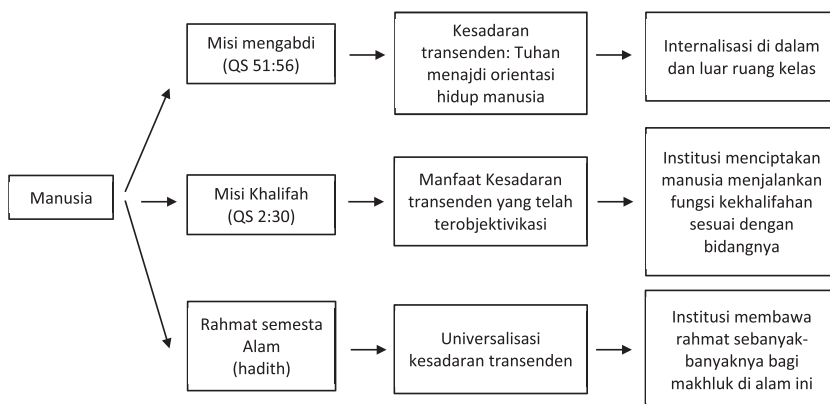 Manusia
Misi mengabdi
(QS 51:56)
Kesadaran
transenden: Tuhan
menajdi orientasi
hidup manusia
Internalisasi di dalam
dan luar ruang kelas
Misi Khalifah
(QS 2:30)
Manfaat Kesadaran
transenden yang telah
terobjektivikasi
Institusi menciptakan
manusia menjalankan
fungsi kekhalifahan
sesuai dengan
bidangnya
Rahmat semesta
Alam
(hadith)
Universalisasi
kesadaran transenden
Institusi membawa
rahmat sebanyak-
banyaknya bagi
makhluk di alam ini